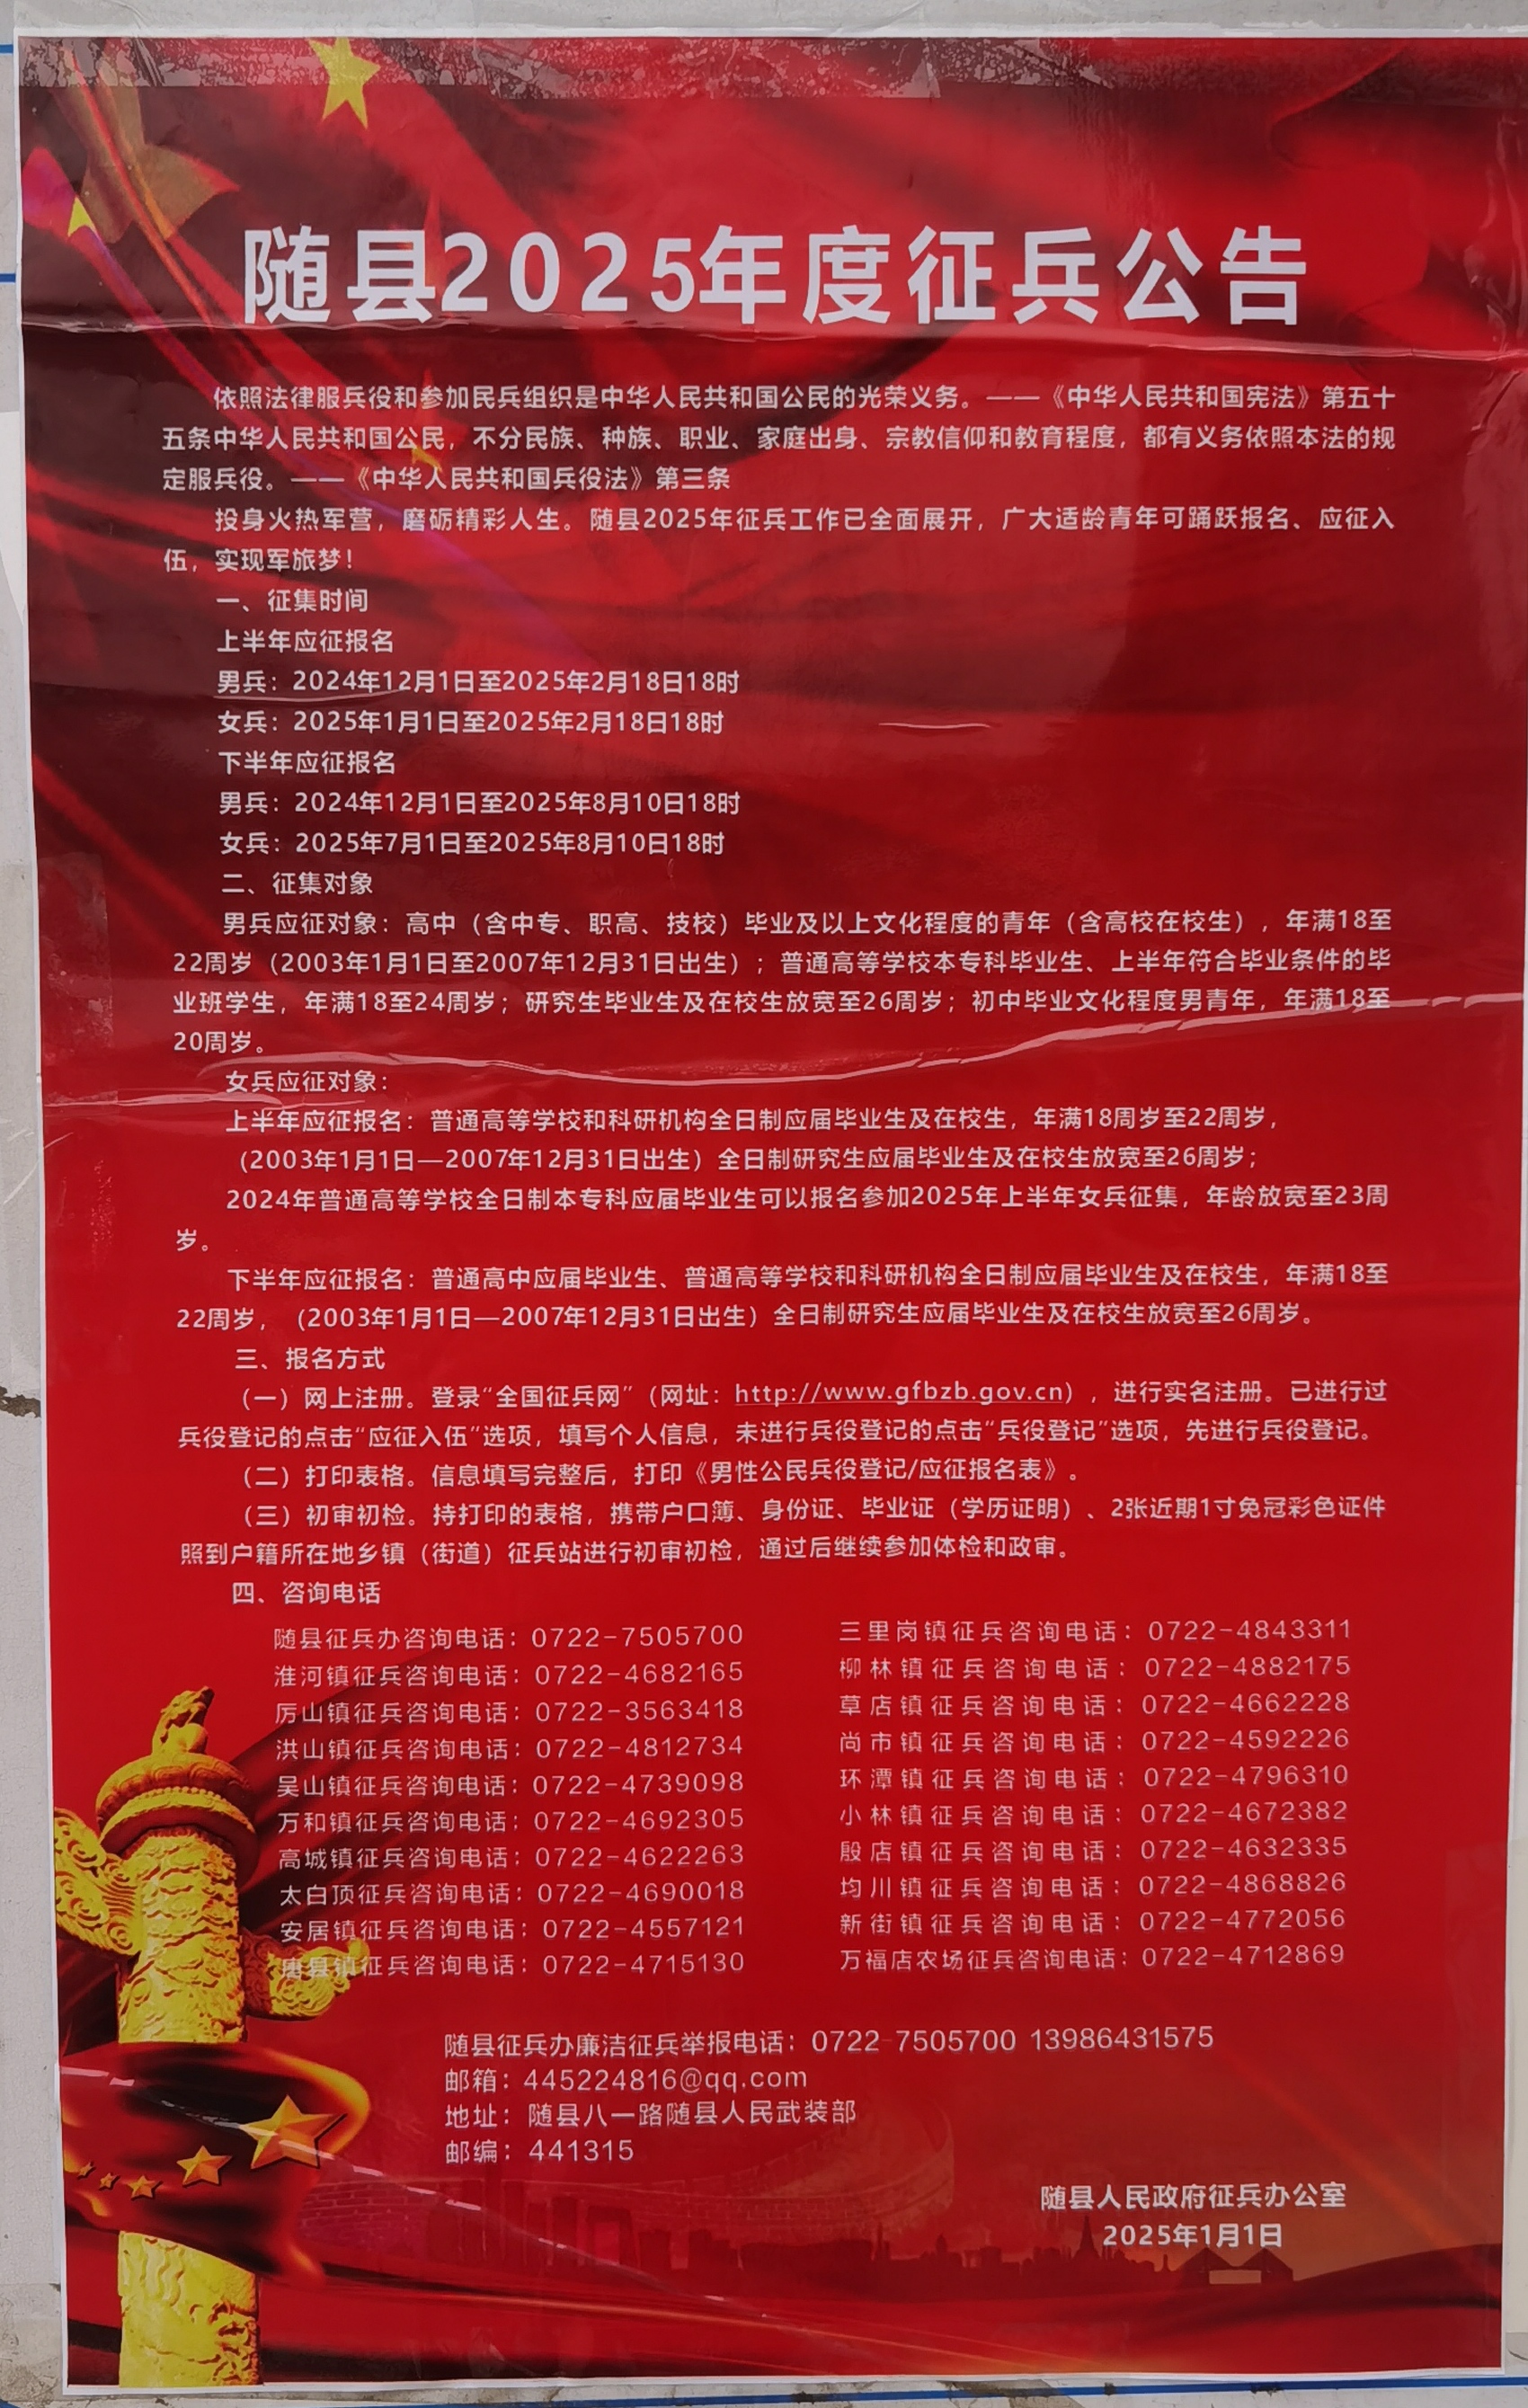 随县2025年度征兵公告
依照法律服兵役和参加民兵组织是中华人民共和国公民的光荣义务。——《中华人民共和国宪法》第五十
五条中华人民共和国公民，不分民族、种族、职业、家庭出身、宗教信仰和教育程度，都有义务依照本法的规
定服兵役。——《中华人民共和国兵役法》第三条
投身火热军营，磨砺精彩人生。随县2025年征兵工作已全面展开，广大适龄青年可踊跃报名、应征入
伍，实现军旅梦！
一、征集时间
上半年应征报名
男兵：2024年12月1日至2025年2月18日18时
女兵：2025年1月1日至2025年2月18日18时
下半年应征报名
男兵：2024年12月1日至2025年8月10日18时
女兵：2025年7月1日至2025年8月10日18时
二、征集对象
男兵应征对象：高中（含中专、职高、技校）毕业及以上文化程度的青年（含高校在校生），年满18至
22周岁（2003年1月1日至2007年12月31日出生）；普通高等学校本专科毕业生、上半年符合毕业条件的毕
业班学生，年满18至24周岁；研究生毕业生及在校生放宽至26周岁；初中毕业文化程度男青年，年满18至
20周岁。
女兵应征对象：
上半年应征报名：普通高等学校和科研机构全日制应届毕业生及在校生，年满18周岁至22周岁，
（2003年1月1日—2007年12月31日出生）全日制研究生应届毕业生及在校生放宽至26周岁；
2024年普通高等学校全日制本专科应届毕业生可以报名参加2025年上半年女兵征集，年龄放宽至23周
岁。
下半年应征报名：普通高中应届毕业生、普通高等学校和科研机构全日制应届毕业生及在校生，年满18至
22周岁，（2003年1月1日—2007年12月31日出生）全日制研究生应届毕业生及在校生放宽至26周岁。
三、报名方式
（一）网上注册。登录“全国征兵网”（网址：http://www.gfbzb.gov.cn），进行实名注册。已进行过
兵役登记的点击“应征入伍”选项，填写个人信息，未进行兵役登记的点击“兵役登记”选项，先进行兵役登记。
（二）打印表格。信息填写完整后，打印《男性公民兵役登记/应征报名表》。
（三）初审初检。持打印的表格，携带户口簿、身份证、毕业证（学历证明）、2张近期1寸免冠彩色证件
照到户籍所在地乡镇（街道）征兵站进行初审初检，通过后继续参加体检和政审。
四、咨询电话
随县征兵办咨询电话：0722-7505700
淮河镇征兵咨询电话：0722-4682165
厉山镇征兵咨询电话：0722-3563418
洪山镇征兵咨询电话：0722-4812734
吴山镇征兵咨询电话：0722-4739098
万和镇征兵咨询电话：0722-4692305
高城镇征兵咨询电话：0722-4622263
太白顶征兵咨询电话：0722-4690018
安居镇征兵咨询电话：0722-4557121
唐县镇征兵咨询电话：0722-4715130
三里岗镇征兵咨询电话：0722-4843311
柳林镇征兵咨询电话：0722-4882175
草店镇征兵咨询电话：0722-4662228
尚市镇征兵咨询电话：0722-4592226
环潭镇征兵咨询电话：0722-4796310
小林镇征兵咨询电话：0722-4672382
殷店镇征兵咨询电话：0722-4632335
均川镇征兵咨询电话：0722-4868826
新街镇征兵咨询电话：0722-4772056
万福店农场征兵咨询电话：0722-4712869
随县征兵办廉洁征兵举报电话：0722-7505700 13986431575
邮箱：445224816@qq.com
地址：随县八一路随县人民武装部
邮编：441315
随县人民政府征兵办公室
2025年1月1日